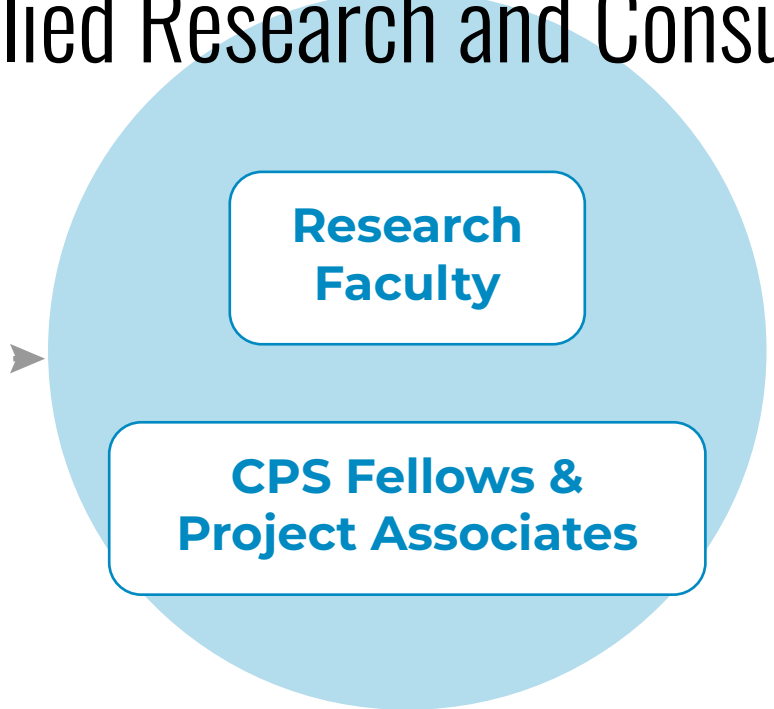 lied Research and Consu
Research
Faculty
CPS Fellows &
Project Associates